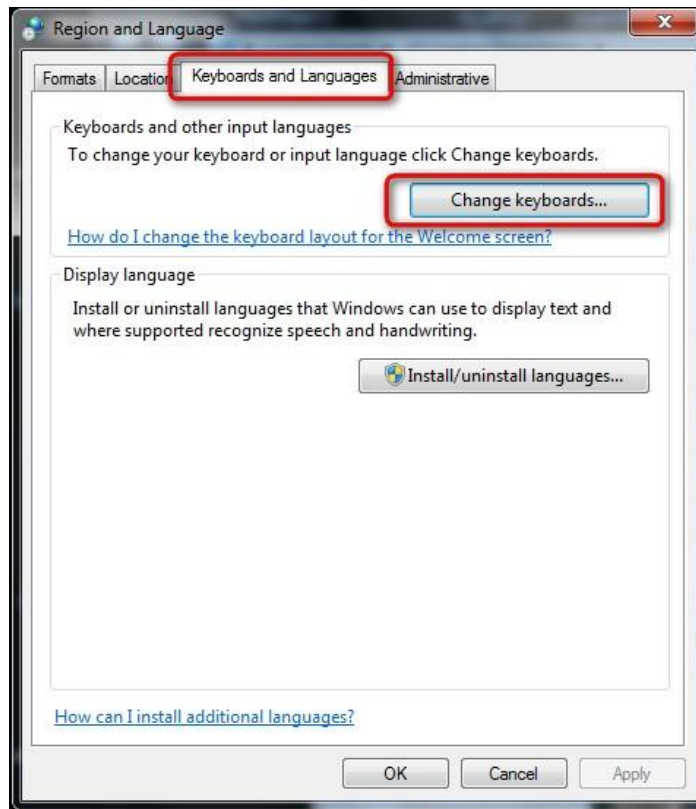 Region and Language
Formats Location Keyboards and Languages Administrative
Keyboards and other input languages
To change your keyboard or input language click Change keyboards.
Change keyboards...
How do I change the keyboard layout for the Welcome screen?
Display language
Install or uninstall languages that Windows can use to display text and
where supported recognize speech and handwriting.
Install/uninstall languages...
How can I install additional languages?
OK Cancel Apply